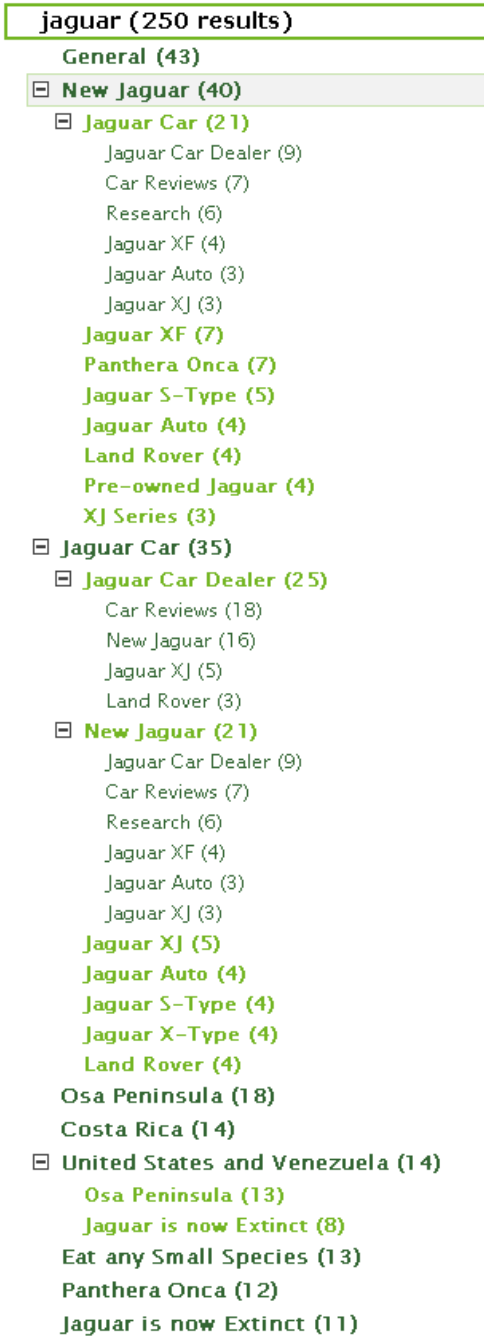 jaguar (250 results)
General (43)
New Jaguar (40)
Jaguar Car (21)
Jaguar Car Dealer (9)
Car Reviews (7)
Research (6)
Jaguar XF (4)
Jaguar Auto (3)
Jaguar XJ (3)
Jaguar XF (7)
Panthera Onca (7)
Jaguar S-Type (5)
Jaguar Auto (4)
Land Rover (4)
Pre-owned Jaguar (4)
XJ Series (3)
Jaguar Car (35)
Jaguar Car Dealer (25)
Car Reviews (18)
New Jaguar (16)
Jaguar XJ (5)
Land Rover (3)
New Jaguar (21)
Jaguar Car Dealer (9)
Car Reviews (7)
Research (6)
Jaguar XF (4)
Jaguar Auto (3)
Jaguar XJ (3)
Jaguar XJ (5)
Jaguar Auto (4)
Jaguar S-Type (4)
Jaguar X-Type (4)
Land Rover (4)
Osa Peninsula (18)
Costa Rica (14)
United States and Venezuela (14)
Osa Peninsula (13)
Jaguar is now Extinct (8)
Eat any Small Species (13)
Panthera Onca (12)
Jaguar is now Extinct (11)